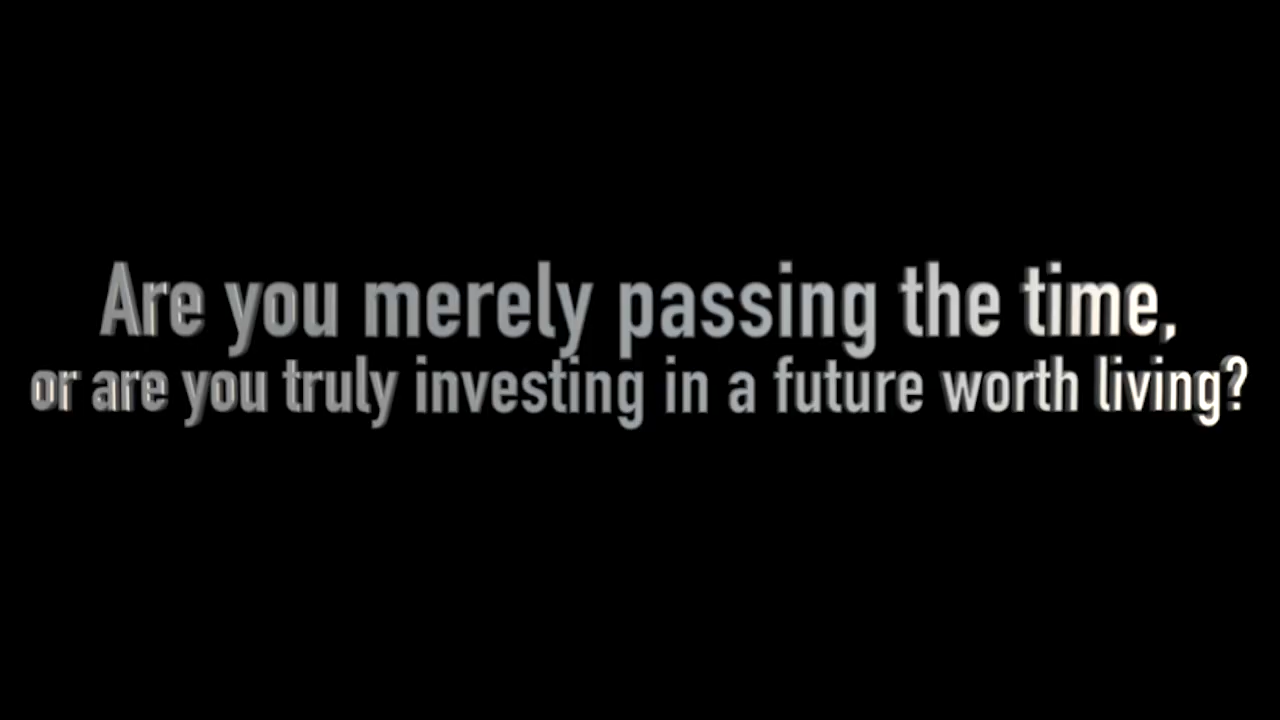 Are you merely passing the time,
or are you truly investing in a future worth living?